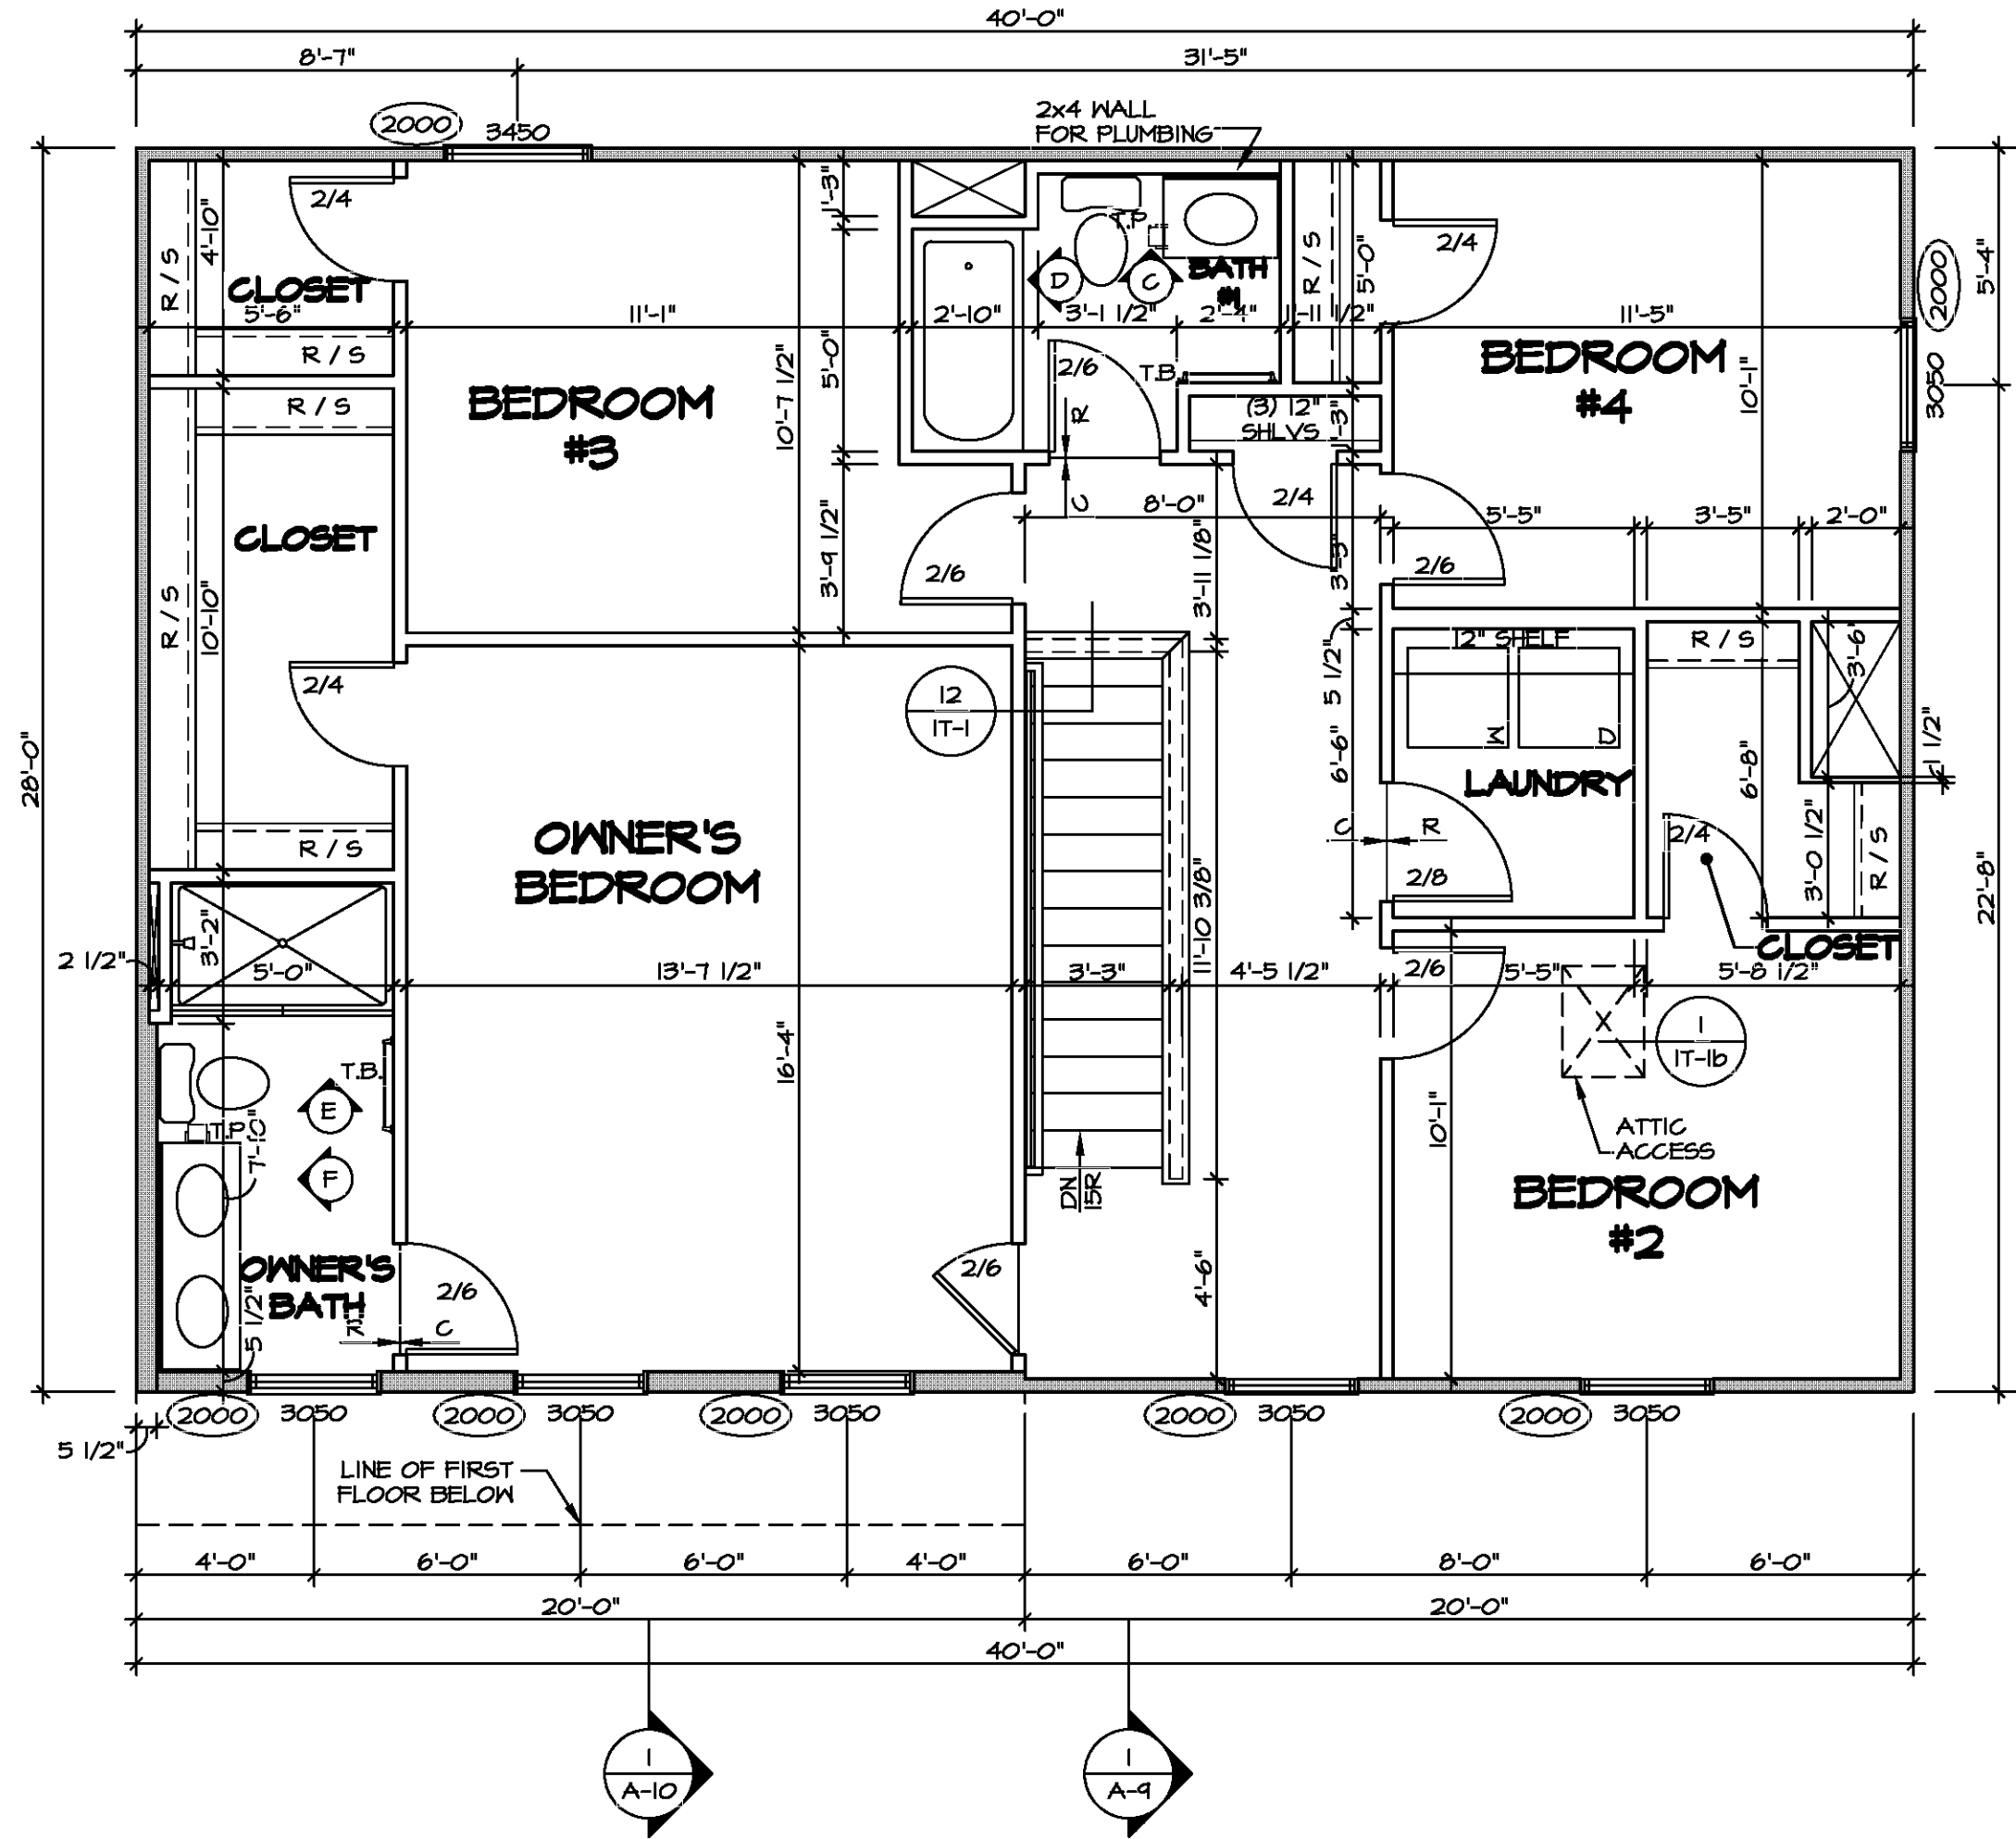 40'-0"
8'-7"
31'-5"
2000
3450
2x4 WALL
FOR PLUMBING
2/4
4'-10"
R / S
CLOSET
5'-6"
R / S
11'-1"
1'-3"
10'-7 1/2"
5'-0"
BEDROOM
#3
T.P.
D
C
BATH
#1
2'-10"
3'-1 1/2"
2'-4"
1'-11 1/2"
R / S
5'-0"
2/4
11'-5"
BEDROOM
#4
10'-1"
2000
3050
5'-4"
2/6
T.B.
R
C
(3) 12"
SHLVS
R / S
CLOSET
R / S
10'-10"
2/4
R / S
3'-9 1/2"
2/6
8'-0"
2/4
3'-11 1/8"
3'-3"
2/6
5'-5"
3'-5"
2'-0"
28'-0"
12
1T-1
5 1/2"
12" SHELF
R / S
3'-6"
W
D
LAUNDRY
6'-6"
6'-8"
1 1/2"
C
R
2/8
2/4
3'-0 1/2"
R / S
CLOSET
22'-8"
OWNER'S
BEDROOM
2 1/2"
3'-2"
5'-0"
13'-7 1/2"
3'-3"
11'-10 3/8"
4'-5 1/2"
2/6
5'-5"
5'-8 1/2"
16'-4"
1
1T-1b
T.B.
E
T.P.
7'-10"
F
10'-1"
ATTIC
ACCESS
BEDROOM
#2
DN
15R
OWNER'S
BATH
5 1/2"
C
2/6
2/6
4'-6"
2000
3050
2000
3050
2000
3050
2000
3050
2000
3050
5 1/2"
LINE OF FIRST
FLOOR BELOW
4'-0"
6'-0"
6'-0"
4'-0"
6'-0"
8'-0"
6'-0"
20'-0"
20'-0"
40'-0"
1
A-10
1
A-9